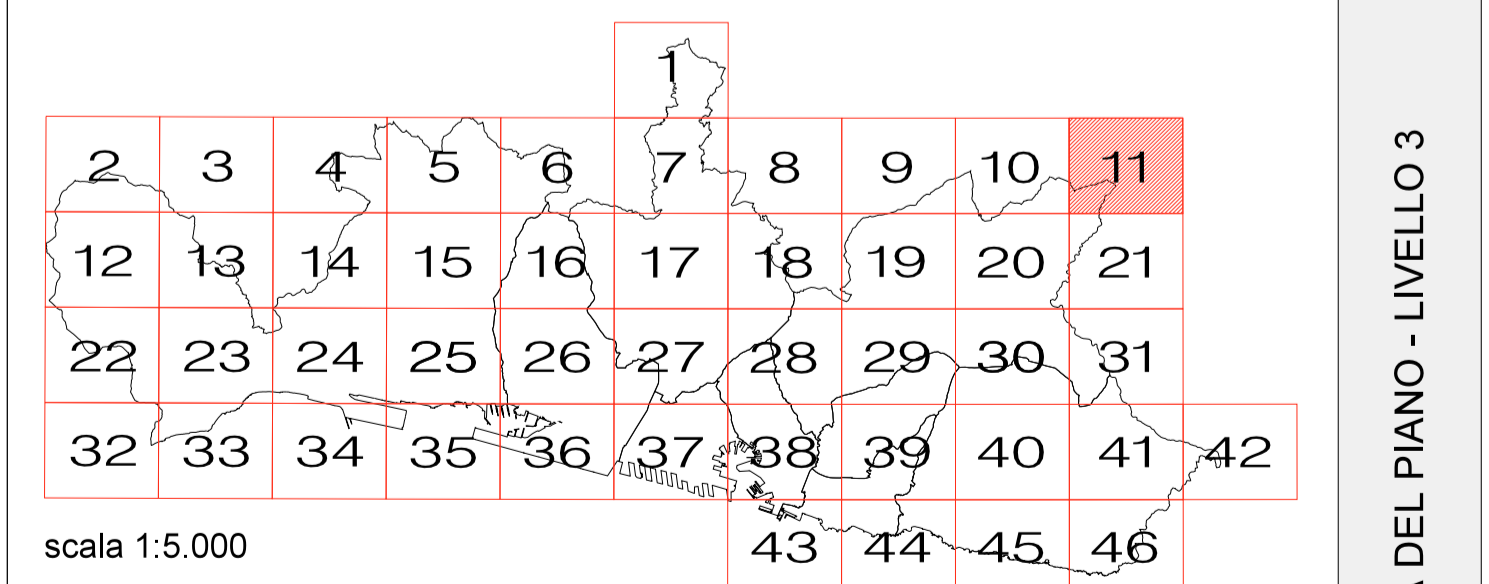 1
2 3 4 5 6 7 8 9 10 11
12 13 14 15 16 17 18 19 20 21
22 23 24 25 26 27 28 29 30 31
32 33 34 35 36 37 38 39 40 41 42
43 44 45 46
scala 1:5.000
DEL PIANO - LIVELLO 3